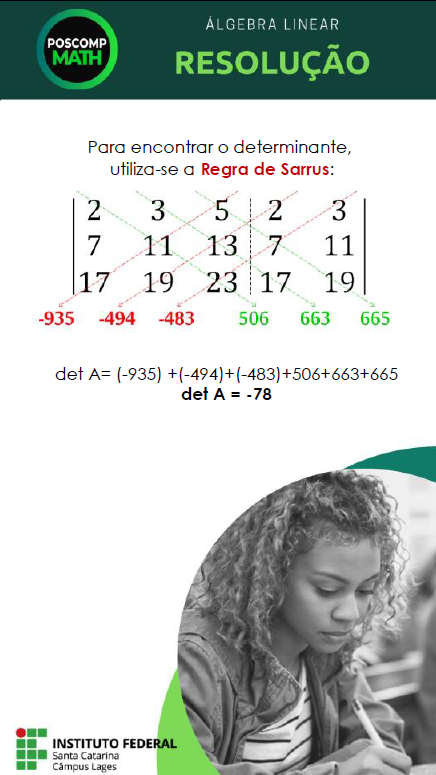 POSCOMP
MATH
ÁLGEBRA LINEAR
RESOLUÇÃO
Para encontrar o determinante,
utiliza-se a Regra de Sarrus:
2 3 5 2 3
7 11 13 7 11
17 19 23 17 19
-935 -494 -483 506 663 665
det A= (-935) +(-494)+(-483)+506+663+665
det A = -78
INSTITUTO FEDERAL
Santa Catarina
Câmpus Lages